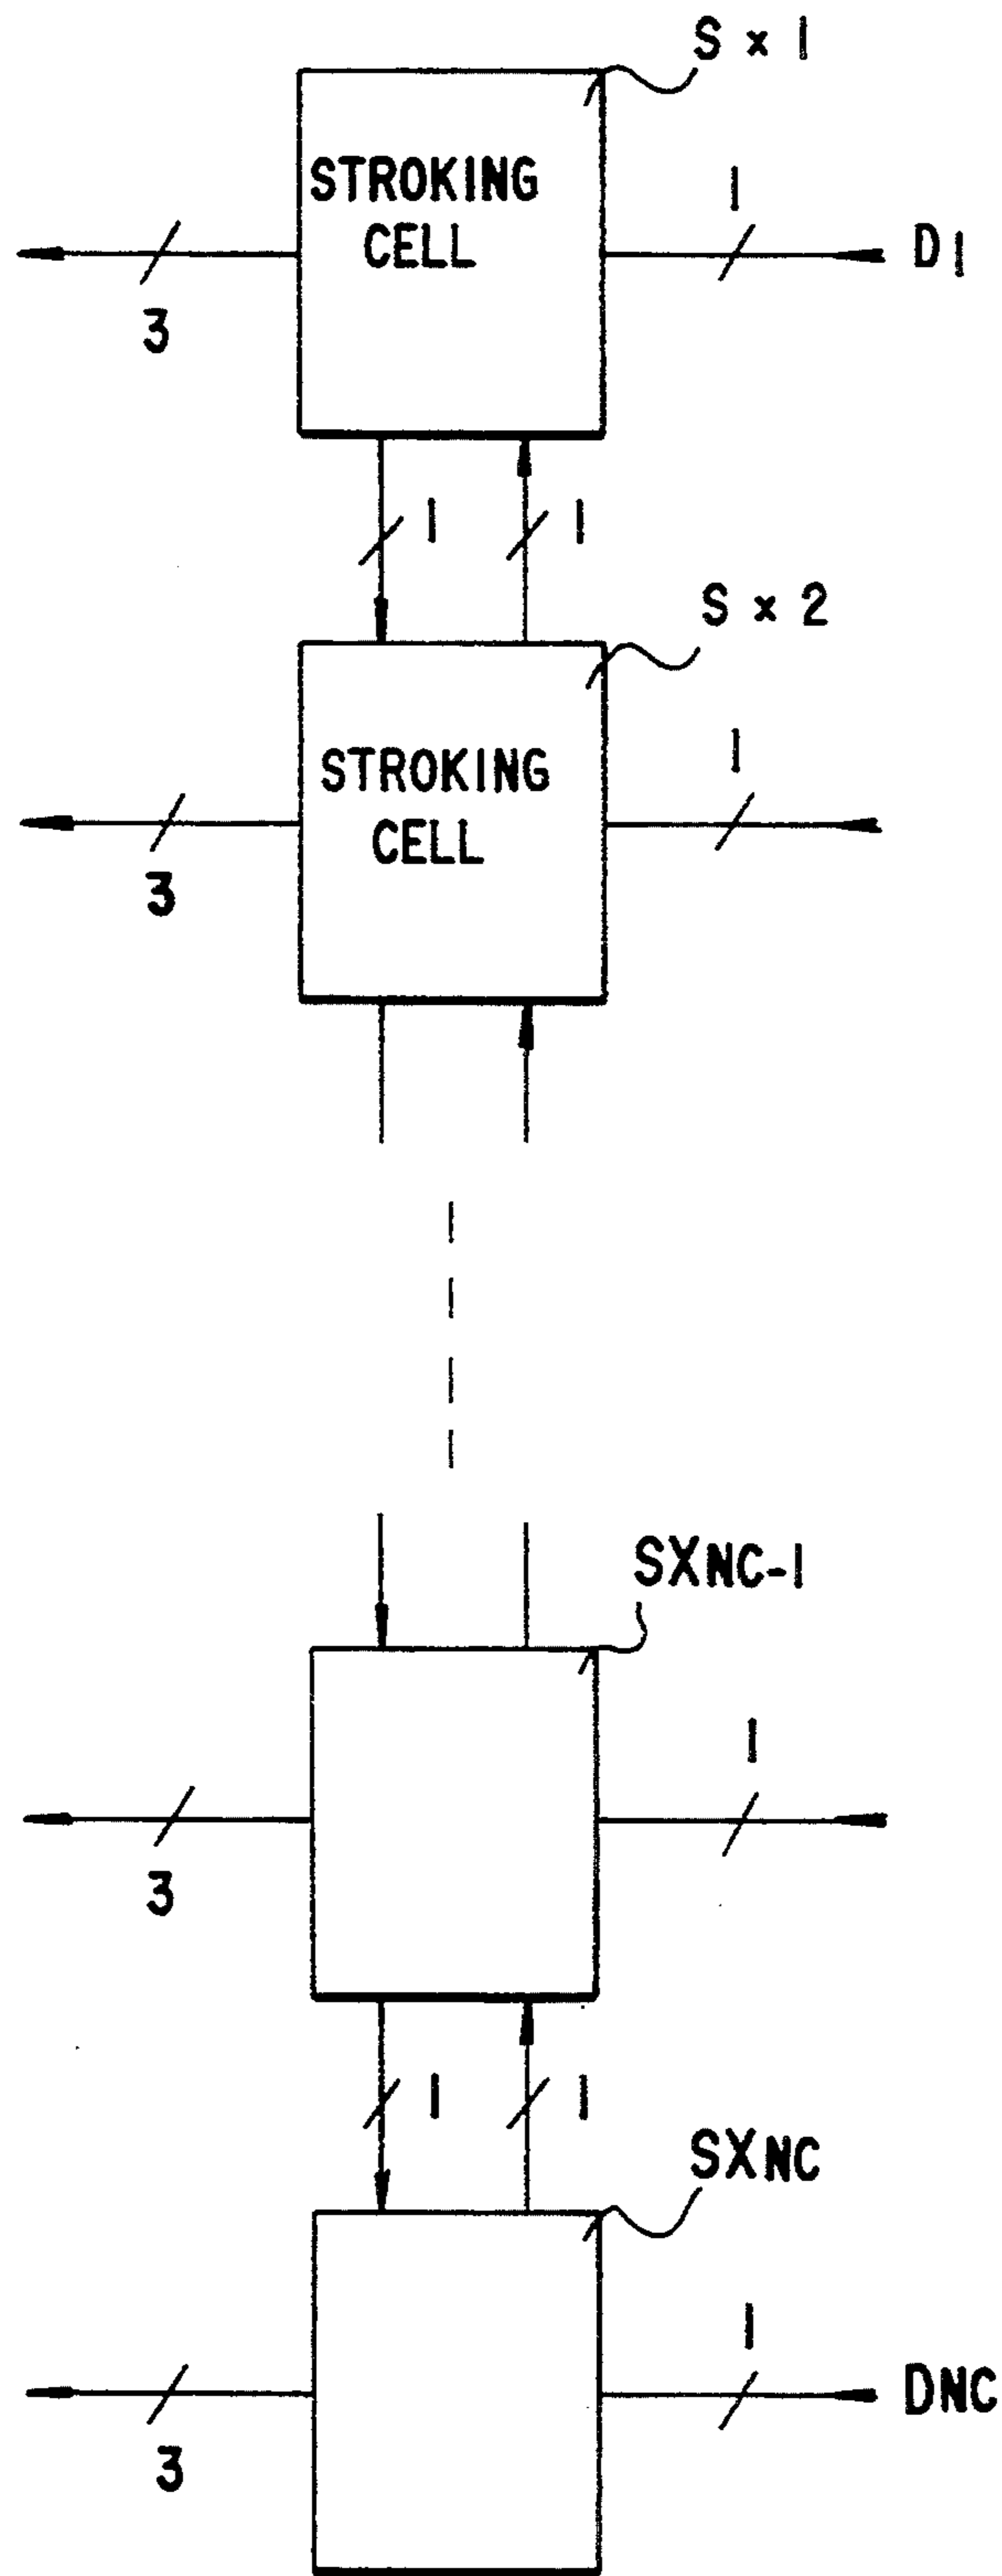 S x 1
STROKING
CELL
1
D1
3
1
1
S x 2
STROKING
CELL
1
3
SXNC-1
1
3
1
1
SXNC
1
DNC
3